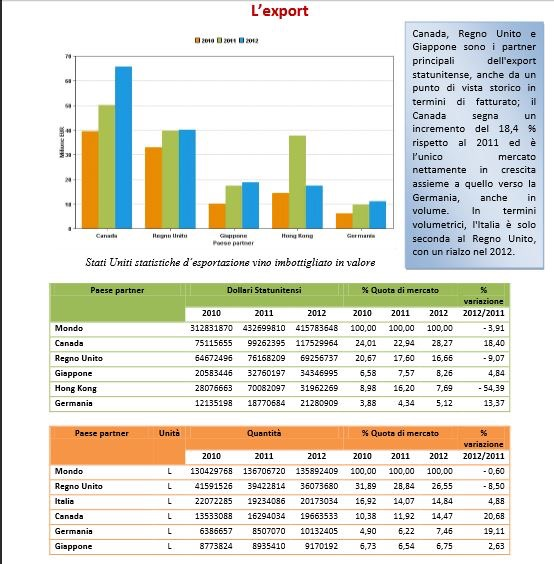 L'export
2010 2011 2012
Canada, Regno Unito e
Giappone sono i partner
principali dell'export
statunitense, anche da un
punto di vista storico in
termini di fatturato; il
Canada segna un
incremento del 18,4 %
rispetto al 2011 ed è
l'unico mercato
nettamente in crescita
assieme a quello verso la
Germania, anche in
volume. In termini
volumetrici, l'Italia è solo
seconda al Regno Unito,
con un rialzo nel 2012.
70
60
50
40
30
20
10
0
Milione EUR
Canada Regno Unito Giappone Hong Kong Germania
Paese partner
Stati Uniti statistiche d'esportazione vino imbottigliato in valore
Paese partner Dollari Statunitensi % Quota di mercato % variazione
2010 2011 2012 2010 2011 2012 2012/2011
Mondo 312831870 432699810 415783648 100,00 100,00 100,00 - 3,91
Canada 75115655 99262395 117529964 24,01 22,94 28,27 18,40
Regno Unito 64672496 76168209 69256737 20,67 17,60 16,66 - 9,07
Giappone 20583446 32760197 34346995 6,58 7,57 8,26 4,84
Hong Kong 28076663 70082097 31962269 8,98 16,20 7,69 - 54,39
Germania 12135198 18770684 21280909 3,88 4,34 5,12 13,37
Paese partner Unità Quantità % Quota di mercato % variazione
2010 2011 2012 2010 2011 2012 2012/2011
Mondo L 130429768 136706720 135892409 100,00 100,00 100,00 - 0,60
Regno Unito L 41591526 39422814 36073680 31,89 28,84 26,55 - 8,50
Italia L 22072285 19234086 20173034 16,92 14,07 14,84 4,88
Canada L 13533088 16294034 19663533 10,38 11,92 14,47 20,68
Germania L 6386657 8507070 10132405 4,90 6,22 7,46 19,11
Giappone L 8773824 8935410 9170192 6,73 6,54 6,75 2,63